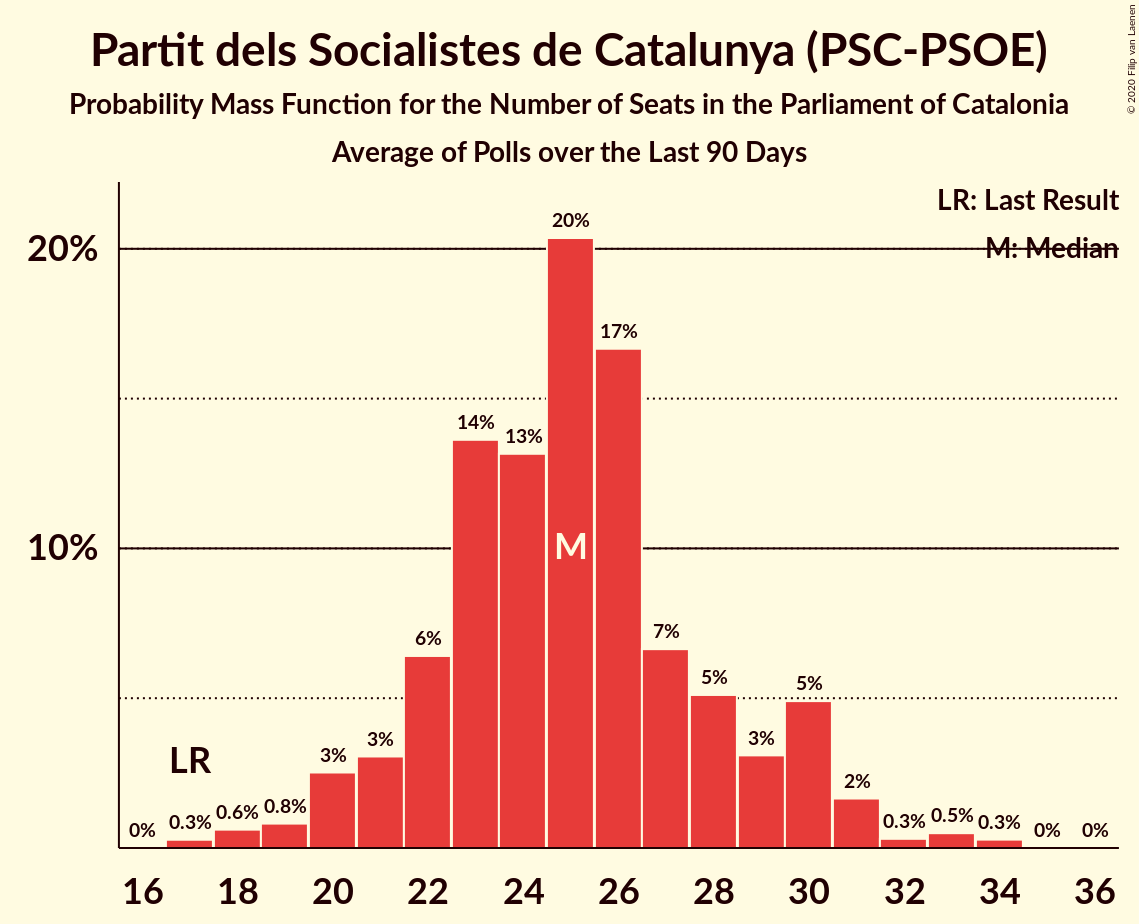 Partit dels Socialistes de Catalunya (PSC-PSOE)
Probability Mass Function for the Number of Seats in the Parliament of Catalonia
Average of Polls over the Last 90 Days
© 2020 Filip van Laenen
LR: Last Result
M: Median
20%
10%
20%
17%
14%
13%
M
6%
7%
5%
5%
3%
3%
3%
2%
LR
0%
0.3%
0.6%
0.8%
0.3%
0.5%
0.3%
0%
0%
16 18 20 22 24 26 28 30 32 34 36